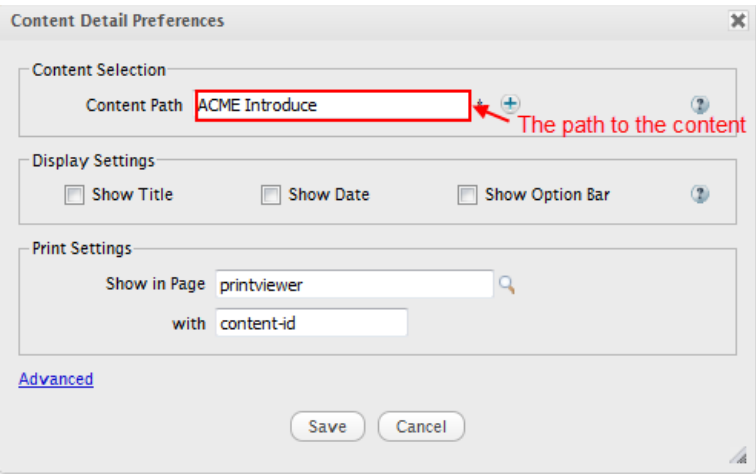 Content Detail Preferences
Content Selection
Content Path ACME Introduce *
The path to the content
Display Settings
Show Title Show Date Show Option Bar
Print Settings
Show in Page printviewer
with content-id
Advanced
Save Cancel